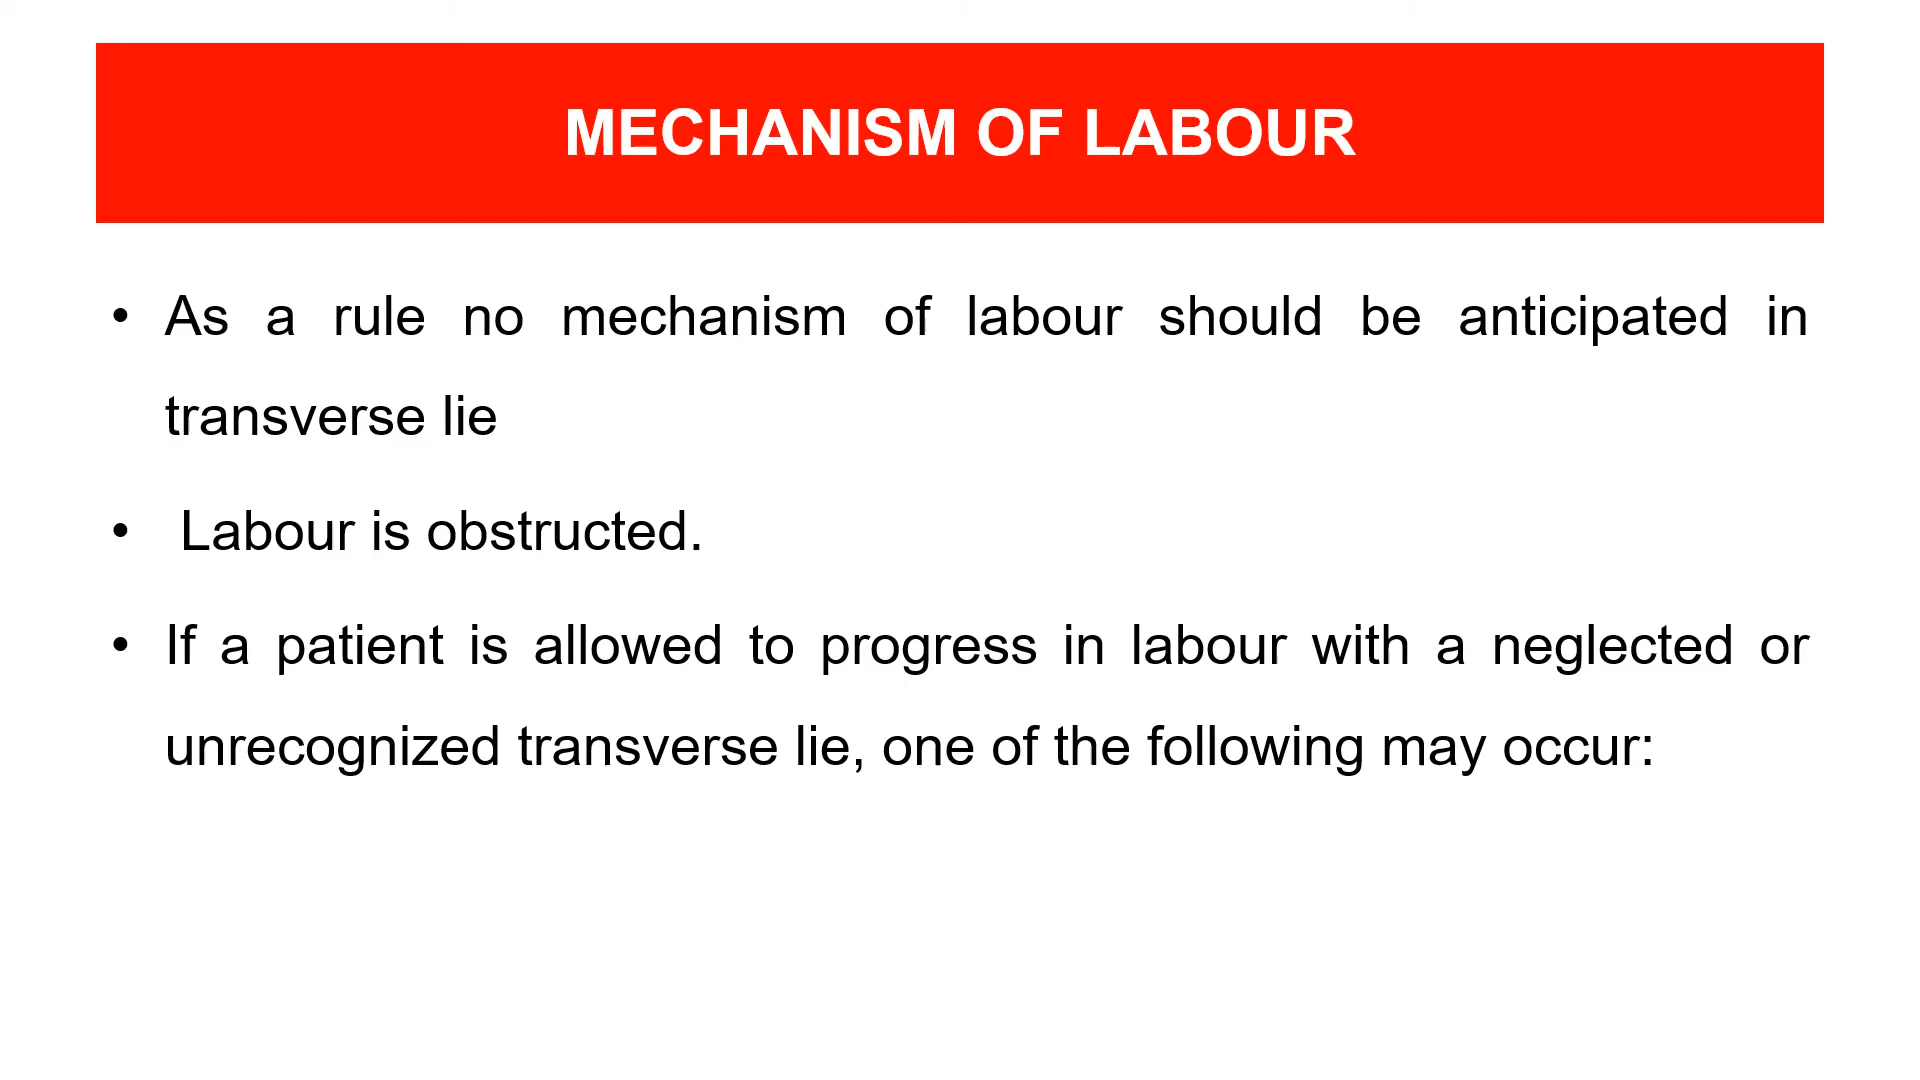 MECHANISM OF LABOUR
• As a rule no mechanism of labour should be anticipated in
transverse lie
• Labour is obstructed.
• If a patient is allowed to progress in labour with a neglected or
unrecognized transverse lie, one of the following may occur: